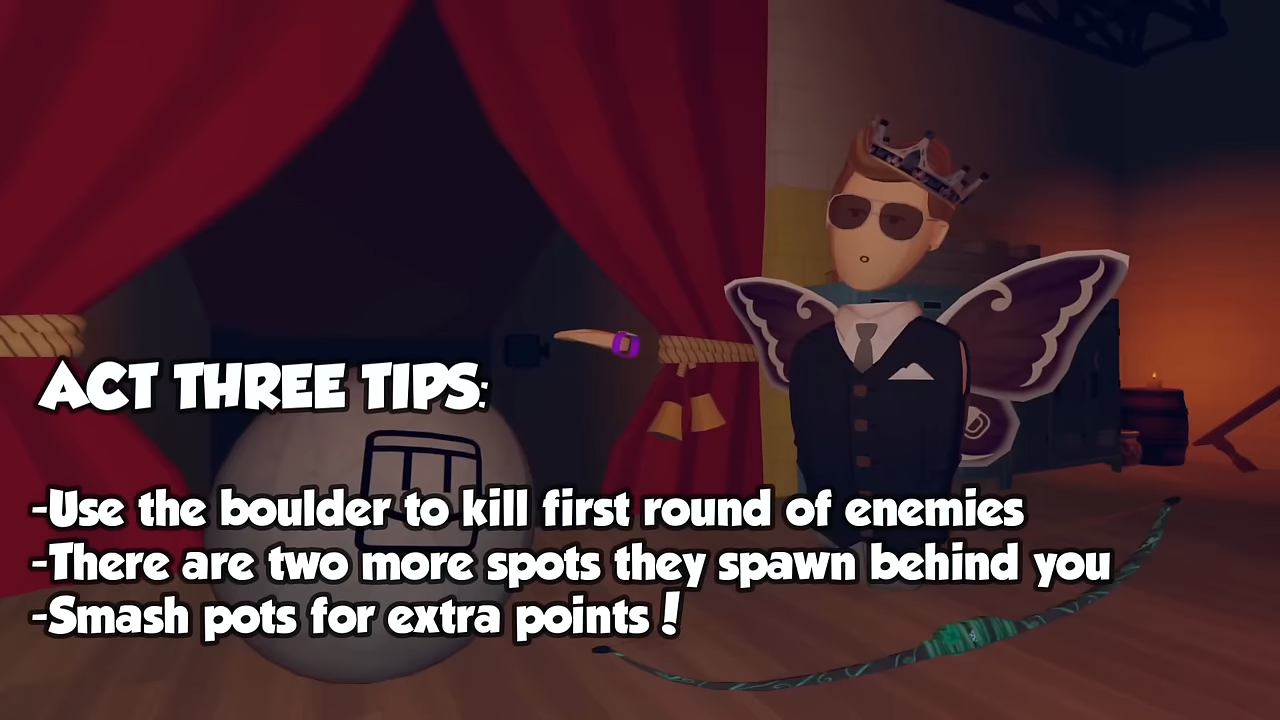 ACT THREE TIPS:
-Use the boulder to kill first round of enemies
-There are two more spots they spawn behind you
-Smash pots for extra points!